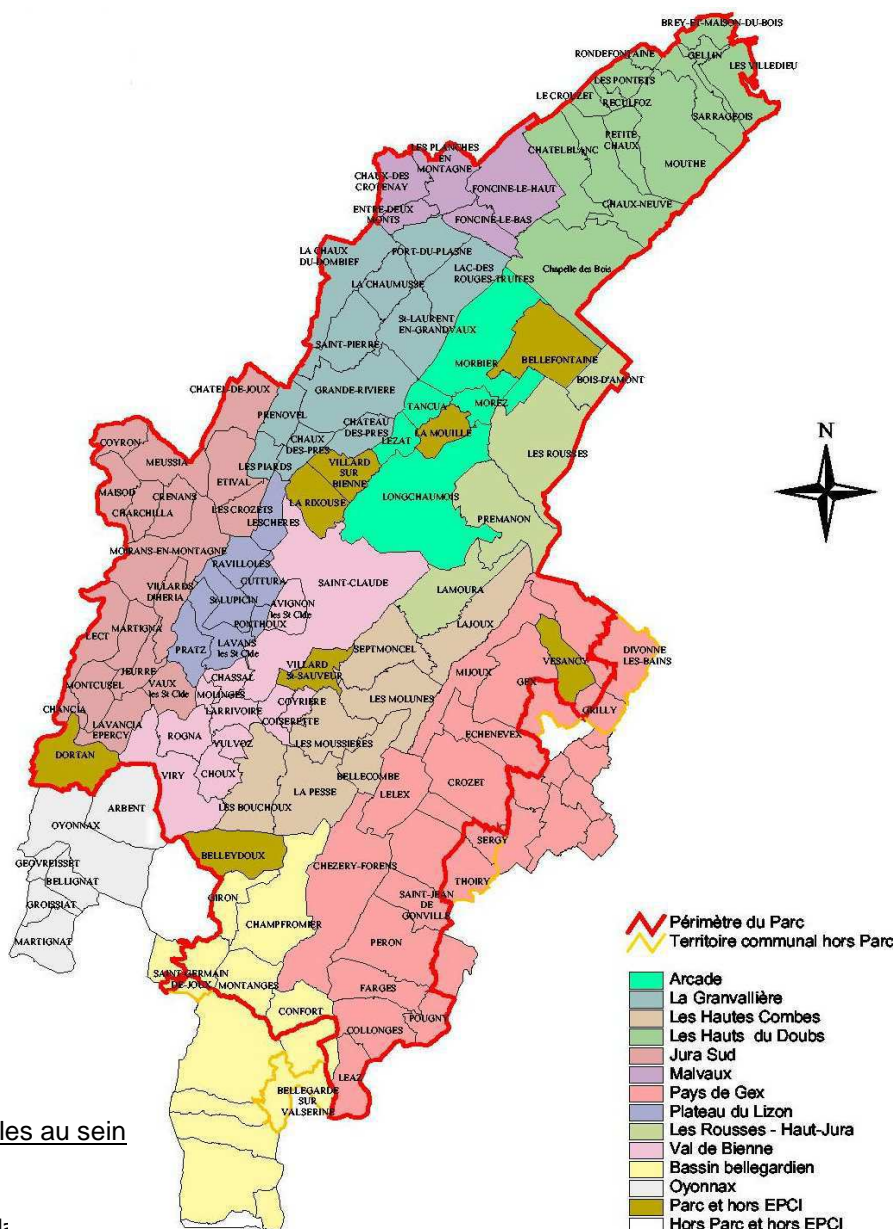 BREY-ET-MAISON-DU-BOIS
RONDEFONTAINE
GELLIN
LES VILLEDIEU
LES PONTETS
LE CROUZET
RECULFOZ
SARRAGEOIS
PETITE
CHAUX
CHATELBLANC
MOUTHE
LES PLANCHES
EN
MONTAGNE
CHAUX-DES
CROTENAY
FONCINE-LE-HAUT
CHAUX-NEUVE
ENTRE-DEUX
MONTS
FONCINE-LE-BAS
LA CHAUX
DU-DOMBIEF
FORT-DU-PLASNE
LAC-DES
ROUGES-TRUITES
Chapelle des Bois
LA CHAUMUSSE
St-LAURENT
EN-GRANDVAUX
SAINT-PIERRE
MORBIER
BELLEFONTAINE
BOIS-D'AMONT
CHATEL-DE-JOUX
GRANDE-RIVIERE
PRENOVEL
TANCUA
MOREZ
CHATEAU
DES-PRES
LA MOUILLE
LEZAT
CHAUX
DES-PRES
COYRON
MEUSSIA
LES PIARDS
VILLARD
SUR
BIENNE
LES ROUSSES
ETIVAL
MAISOD
CRENANS
LA RIXOUSE
LONGCHAUMOIS
CHARCHILLA
LES CROZETS
LESCHERES
PREMANON
MOIRANS-EN-MONTAGNE
RAVILLOLES
CUTTURA
SAINT-CLAUDE
VILLARDS
D'HERIA
LAMOURA
S-LUPICIN
AVIGNON
les St Clde
PONTHOUX
LAJOUX
MARTIGNA
LECT
PRATZ
LAVANS
les St Clde
SEPTMONCEL
DIVONNE
LES-BAINS
VESANCY
JEURRE
CHASSAL
VILLARD
St-SAUVEUR
MIJOUX
GEX
MONTCUSEL
VAUX
les St Clde
MOLINGES
LES MOLUNES
GRILLY
CHANCIA
LARRIVOIRE
COYRIERE
COISERETTE
LAVANCIA
EPERCY
ROGNA
VULVOZ
LES MOUSSIERES
ECHENEVEX
DORTAN
VIRY
CHOUX
BELLECOMBE
CROZET
LA PESSE
LELEX
ARBENT
LES BOUCHOUX
OYONNAX
SERGY
BELLEYDOUX
CHEZERY-FORENS
GEOVREISSET
THOIRY
BELLIGNAT
GIRON
SAINT-JEAN
DE
GONVILLE
GROISSIAT
CHAMPFROMIER
MARTIGNAT
PERON
SAINT-GERMAIN
DE-JOUX
MONTANGES
FARGES
CONFORT
POUGNY
COLLONGES
LEAZ
BELLEGARDE
SUR
VALSERINE
N
Périmètre du Parc
Territoire communal hors Parc
Arcade
La Granvallière
Les Hautes Combes
Les Hauts du Doubs
Jura Sud
Malvaux
Pays de Gex
Plateau du Lizon
Les Rousses - Haut-Jura
Val de Bienne
Bassin bellegardien
Oyonnax
Parc et hors EPCI
Hors Parc et hors EPCI
les au sein